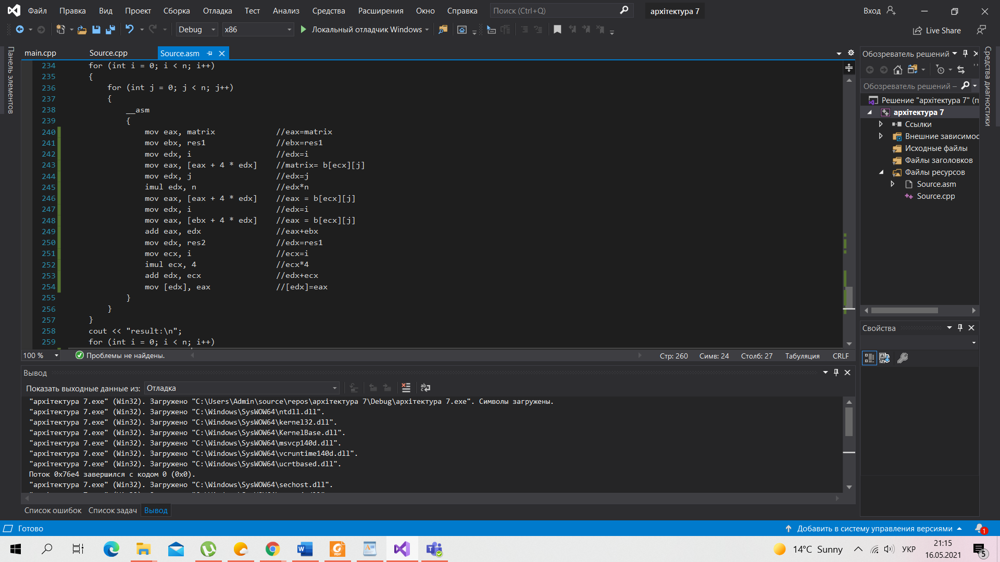 Файл Правка Вид Проект Сборка Отладка Тест Анализ Средства Расширения Окно Справка Поиск (Ctrl+Q) архітектура 7 Вход
Debug x86 Локальный отладчик Windows Live Share
Панель элементов
main.cpp Source.cpp Source.asm
234 for (int i = 0; i < n; i++)
235 {
236 for (int j = 0; j < n; j++)
237 {
238 __asm
239 {
240 mov eax, matrix //eax=matrix
241 mov ebx, res1 //ebx=res1
242 mov edx, i //edx=i
243 mov eax, [eax + 4 * edx] //matrix= b[ecx][j]
244 mov edx, j //edx=j
245 imul edx, n //edx*n
246 mov eax, [eax + 4 * edx] //eax = b[ecx][j]
247 mov edx, i //edx=i
248 mov eax, [ebx + 4 * edx] //eax = b[ecx][j]
249 add eax, edx //eax+ebx
250 mov edx, res2 //edx=res1
251 mov ecx, i //ecx=i
252 imul ecx, 4 //ecx*4
253 add edx, ecx //edx+ecx
254 mov [edx], eax //[edx]=eax
255 }
256 }
257 }
258 cout << "result:\n";
259 for (int i = 0; i < n; i++)
100 % Проблемы не найдены. Стр: 260 Симв: 24 Столб: 27 Табуляция CRLF
Вывод
Показать выходные данные из: Отладка
"архітектура 7.exe" (Win32). Загружено "C:\Users\Admin\source\repos\архітектура 7\Debug\архітектура 7.exe". Символы загружены.
"архітектура 7.exe" (Win32). Загружено "C:\Windows\SysWOW64\ntdll.dll".
"архітектура 7.exe" (Win32). Загружено "C:\Windows\SysWOW64\kernel32.dll".
"архітектура 7.exe" (Win32). Загружено "C:\Windows\SysWOW64\KernelBase.dll".
"архітектура 7.exe" (Win32). Загружено "C:\Windows\SysWOW64\msvcp140d.dll".
"архітектура 7.exe" (Win32). Загружено "C:\Windows\SysWOW64\vcruntime140d.dll".
"архітектура 7.exe" (Win32). Загружено "C:\Windows\SysWOW64\ucrtbased.dll".
Поток 0x76e4 завершился с кодом 0 (0x0).
"архітектура 7.exe" (Win32). Загружено "C:\Windows\SysWOW64\sechost.dll".
Список ошибок Список задач Вывод
Обозреватель решений
Обозреватель решений –
Решение "архітектура 7" (п
архітектура 7
Ссылки
Внешние зависимос
Исходные файлы
Файлы заголовков
Файлы ресурсов
Source.asm
Source.cpp
Свойства
Средства диагностики
Готово Добавить в систему управления версиями 1
14°C Sunny УКР 21:15
16.05.2021 5